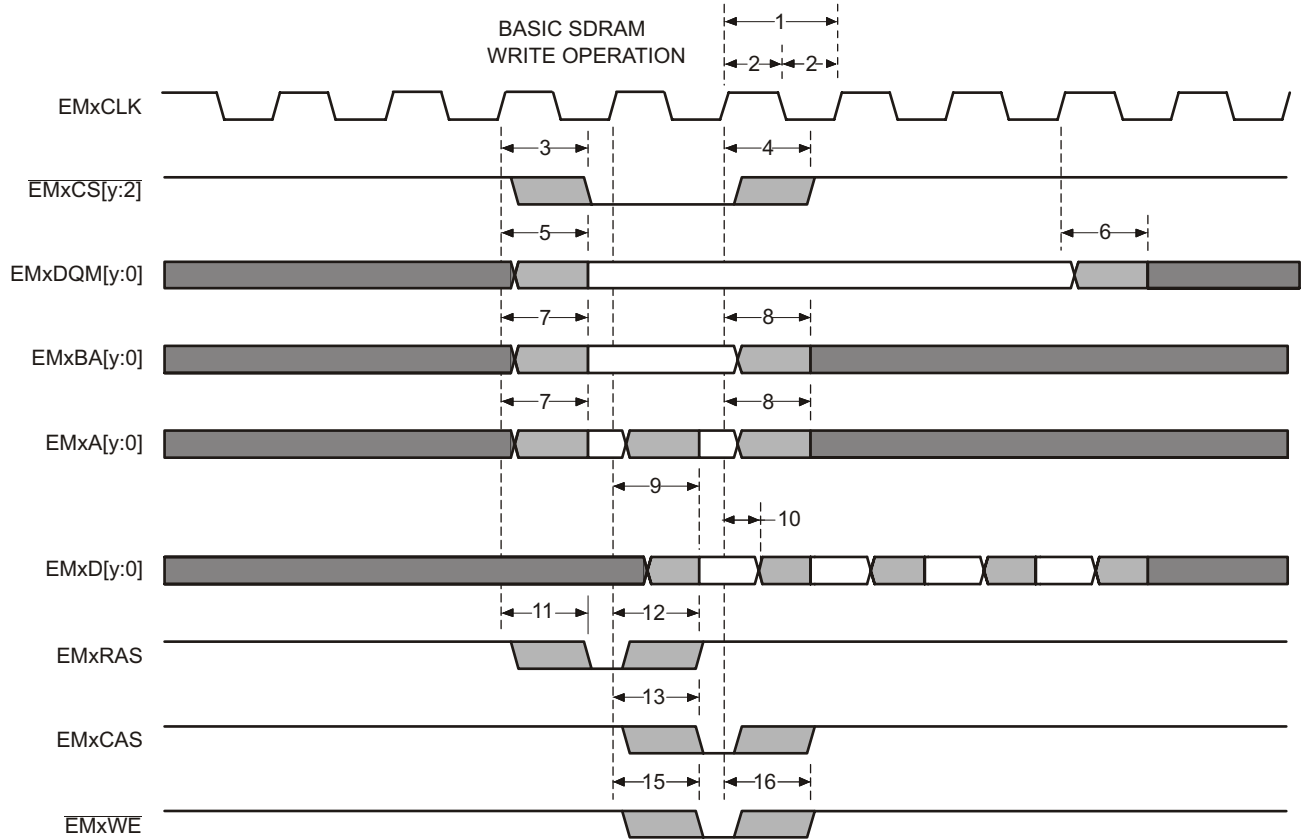 BASIC SDRAM
WRITE OPERATION
1
2 2
EMxCLK
3 4
EMxCS[y:2]
5 6
EMxDQM[y:0]
7 8
EMxBA[y:0]
7 8
EMxA[y:0]
9
10
EMxD[y:0]
11 12
EMxRAS
13
EMxCAS
15 16
EMxWE